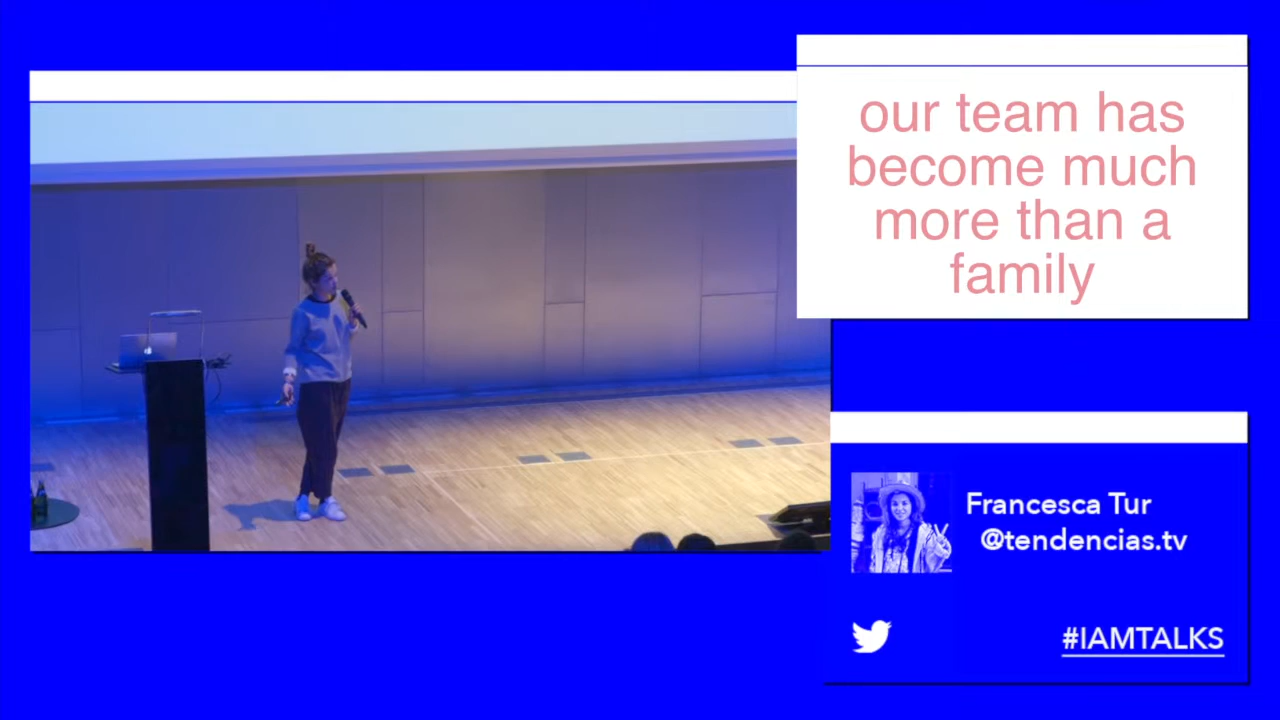 our team has
become much
more than a
family
Francesca Tur
@tendencias.tv
#IAMTALKS